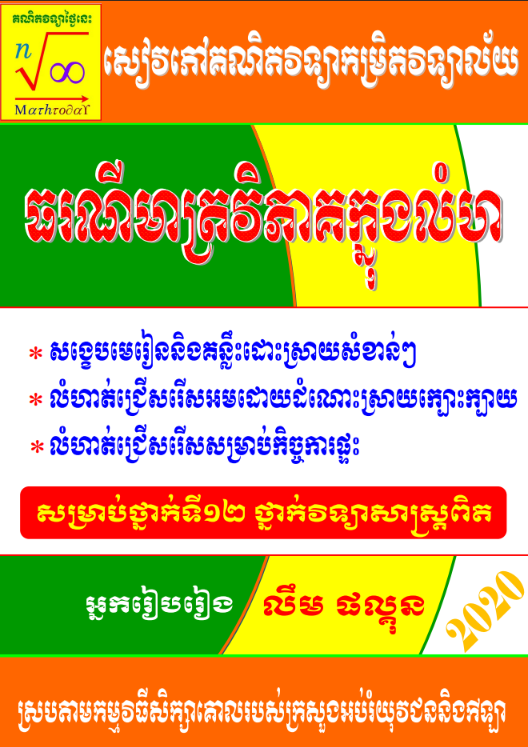 គណិតវិទ្យាថ្ងៃនេះ
n
√∞
Mαthtοdαϒ
សៀវភៅគណិតវិទ្យាកម្រិតវិទ្យាល័យ
ធរណីមាត្រវិភាគក្នុងលំហ
* សង្ខេបមេរៀននិងគន្លឹះដោះស្រាយសំខាន់ៗ
* លំហាត់ជ្រើសរើសអមដោយដំណោះស្រាយក្បោះក្បាយ
* លំហាត់ជ្រើសរើសសម្រាប់កិច្ចការផ្ទះ
សម្រាប់ថ្នាក់ទី១២ ថ្នាក់វិទ្យាសាស្ត្រពិត
អ្នករៀបរៀង លឹម ផល្គុន
2020
ស្របតាមកម្មវិធីសិក្សាគោលរបស់ក្រសួងអប់រំយុវជននិងកីឡា